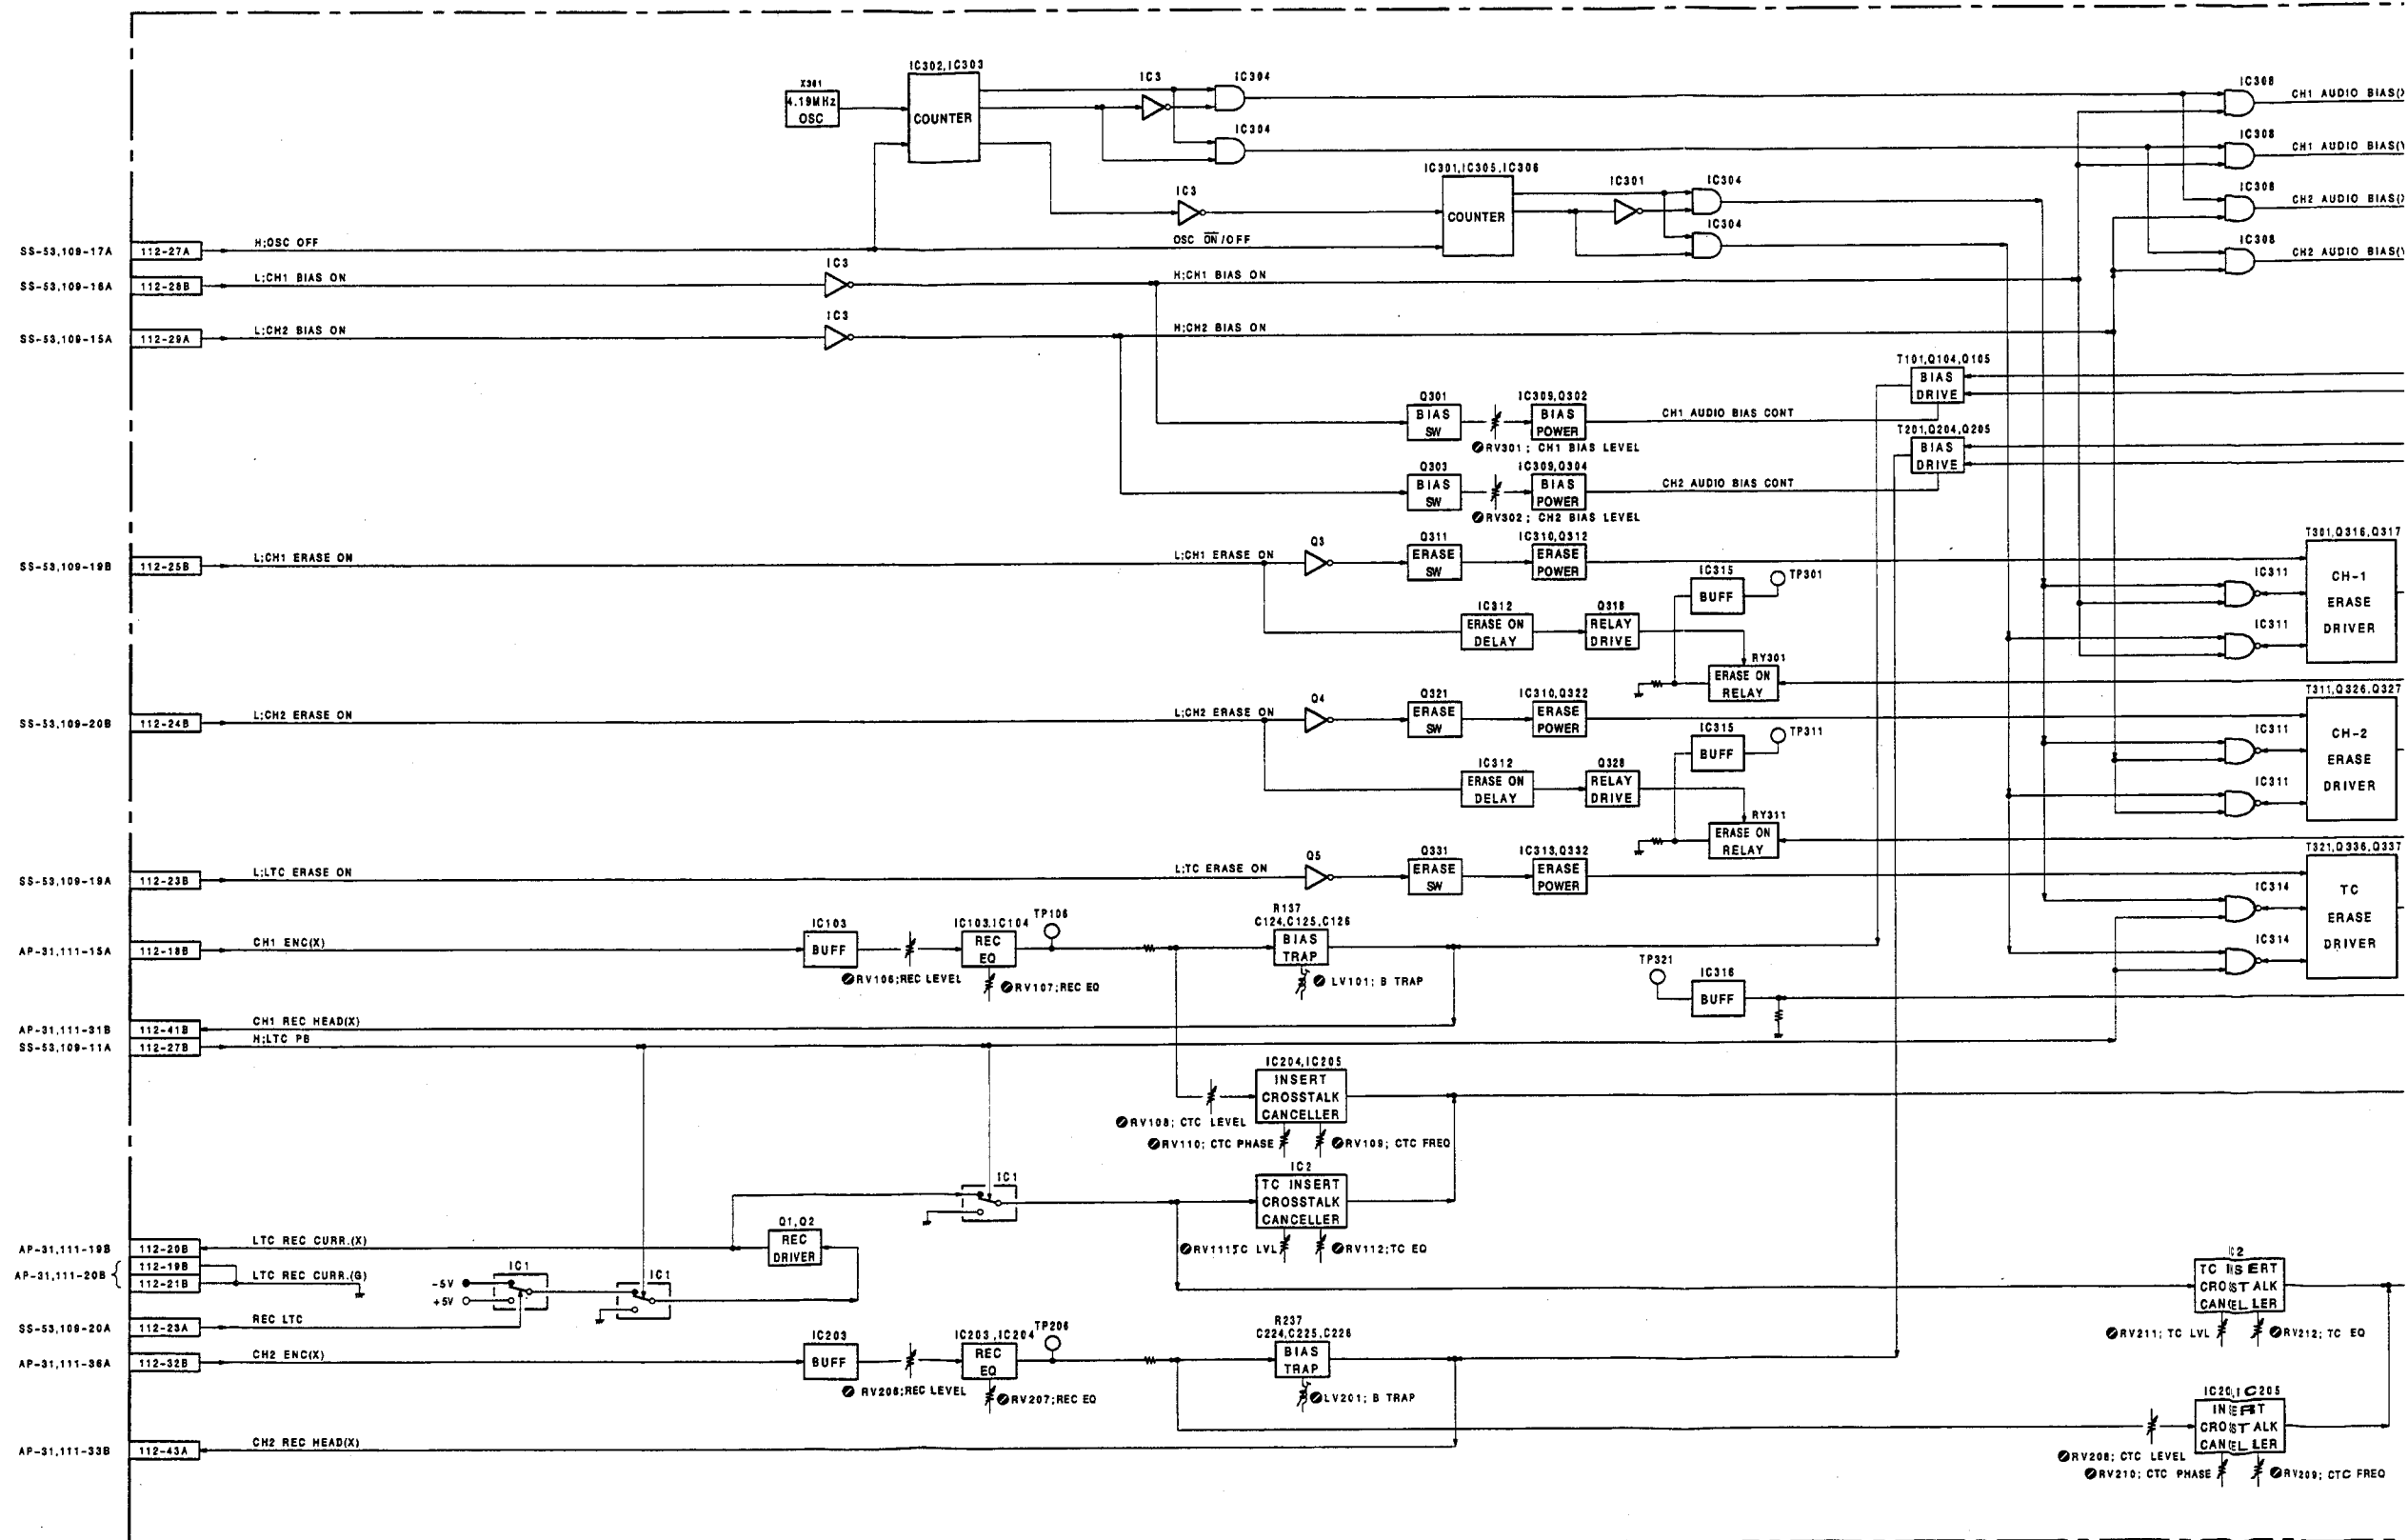 IC302,IC303
X301
4.19MHz
OSC
COUNTER
IC3
IC304
IC304
IC308
CH1 AUDIO BIAS(X
IC308
CH1 AUDIO BIAS(Y
IC308
CH2 AUDIO BIAS(X
IC308
CH2 AUDIO BIAS(Y
IC3
IC301,IC305,IC306
COUNTER
IC301
IC304
IC304
SS-53,109-17A
112-27A
H;OSC OFF
OSC ON/OFF
SS-53,109-16A
112-28B
L;CH1 BIAS ON
IC3
H;CH1 BIAS ON
SS-53,109-15A
112-29A
L;CH2 BIAS ON
IC3
H;CH2 BIAS ON
T101,Q104,Q105
BIAS
DRIVE
Q301
BIAS
SW
IC309,Q302
BIAS
POWER
CH1 AUDIO BIAS CONT
RV301; CH1 BIAS LEVEL
T201,Q204,Q205
BIAS
DRIVE
Q303
BIAS
SW
IC309,Q304
BIAS
POWER
CH2 AUDIO BIAS CONT
RV302; CH2 BIAS LEVEL
SS-53,109-19B
112-25B
L;CH1 ERASE ON
L;CH1 ERASE ON
Q3
Q311
ERASE
SW
IC310,Q312
ERASE
POWER
T301,Q316,Q317
CH-1
ERASE
DRIVER
IC315
BUFF
TP301
IC311
IC311
IC312
ERASE ON
DELAY
Q318
RELAY
DRIVE
RY301
ERASE ON
RELAY
SS-53,109-20B
112-24B
L;CH2 ERASE ON
L;CH2 ERASE ON
Q4
Q321
ERASE
SW
IC310,Q322
ERASE
POWER
T311,Q326,Q327
CH-2
ERASE
DRIVER
IC315
BUFF
TP311
IC311
IC311
IC312
ERASE ON
DELAY
Q328
RELAY
DRIVE
RY311
ERASE ON
RELAY
SS-53,109-19A
112-23B
L;LTC ERASE ON
L;TC ERASE ON
Q5
Q331
ERASE
SW
IC313,Q332
ERASE
POWER
T321,Q336,Q337
TC
ERASE
DRIVER
IC314
IC314
AP-31,111-15A
112-18B
CH1 ENC(X)
IC103
BUFF
RV106;REC LEVEL
IC103,IC104
REC
EQ
RV107;REC EQ
TP106
R137
C124,C125,C126
BIAS
TRAP
LV101; B TRAP
TP321
IC316
BUFF
AP-31,111-31B
112-41B
CH1 REC HEAD(X)
SS-53,109-11A
112-27B
H;LTC PB
IC204,IC205
INSERT
CROSSTALK
CANCELLER
RV108; CTC LEVEL
RV110; CTC PHASE
RV109; CTC FREQ
IC1
IC2
TC INSERT
CROSSTALK
CANCELLER
RV111;TC LVL
RV112;TC EQ
Q1,Q2
REC
DRIVER
AP-31,111-19B
112-20B
LTC REC CURR.(X)
AP-31,111-20B
112-19B
112-21B
LTC REC CURR.(G)
-5V
+5V
IC1
IC1
IC2
TC INSERT
CROSSTALK
CANCELLER
RV211; TC LVL
RV212; TC EQ
SS-53,109-20A
112-23A
REC LTC
AP-31,111-36A
112-32B
CH2 ENC(X)
IC203
BUFF
RV206;REC LEVEL
IC203,IC204
REC
EQ
RV207;REC EQ
TP206
R237
C224,C225,C226
BIAS
TRAP
LV201; B TRAP
IC205
INSERT
CROSSTALK
CANCELLER
RV208; CTC LEVEL
RV210; CTC PHASE
RV209; CTC FREQ
AP-31,111-33B
112-43A
CH2 REC HEAD(X)